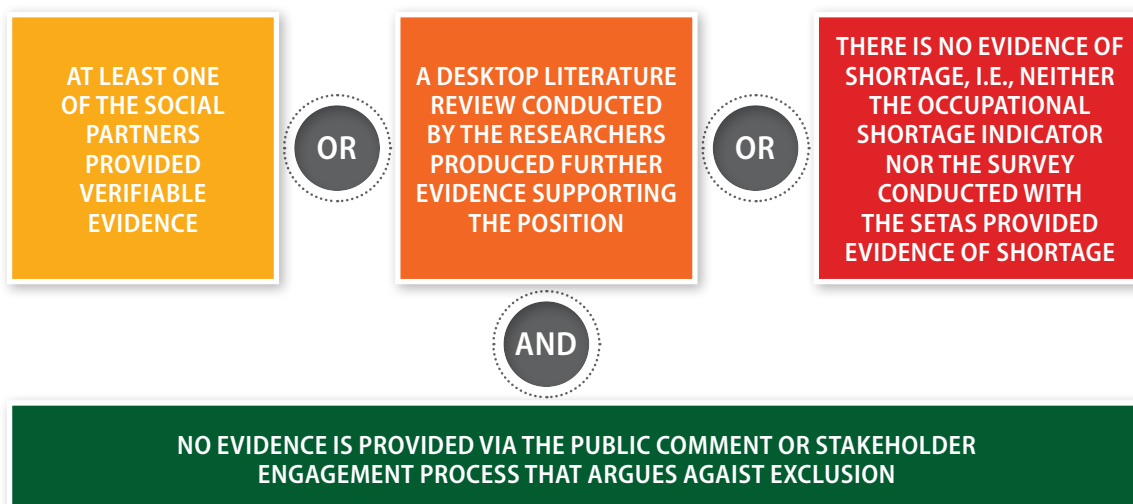 AT LEAST ONE
OF THE SOCIAL
PARTNERS
PROVIDED
VERIFIABLE
EVIDENCE
OR
A DESKTOP LITERATURE
REVIEW CONDUCTED
BY THE RESEARCHERS
PRODUCED FURTHER
EVIDENCE SUPPORTING
THE POSITION
OR
THERE IS NO EVIDENCE OF
SHORTAGE, I.E., NEITHER
THE OCCUPATIONAL
SHORTAGE INDICATOR
NOR THE SURVEY
CONDUCTED WITH
THE SETAS PROVIDED
EVIDENCE OF SHORTAGE
AND
NO EVIDENCE IS PROVIDED VIA THE PUBLIC COMMENT OR STAKEHOLDER
ENGAGEMENT PROCESS THAT ARGUES AGAIST EXCLUSION